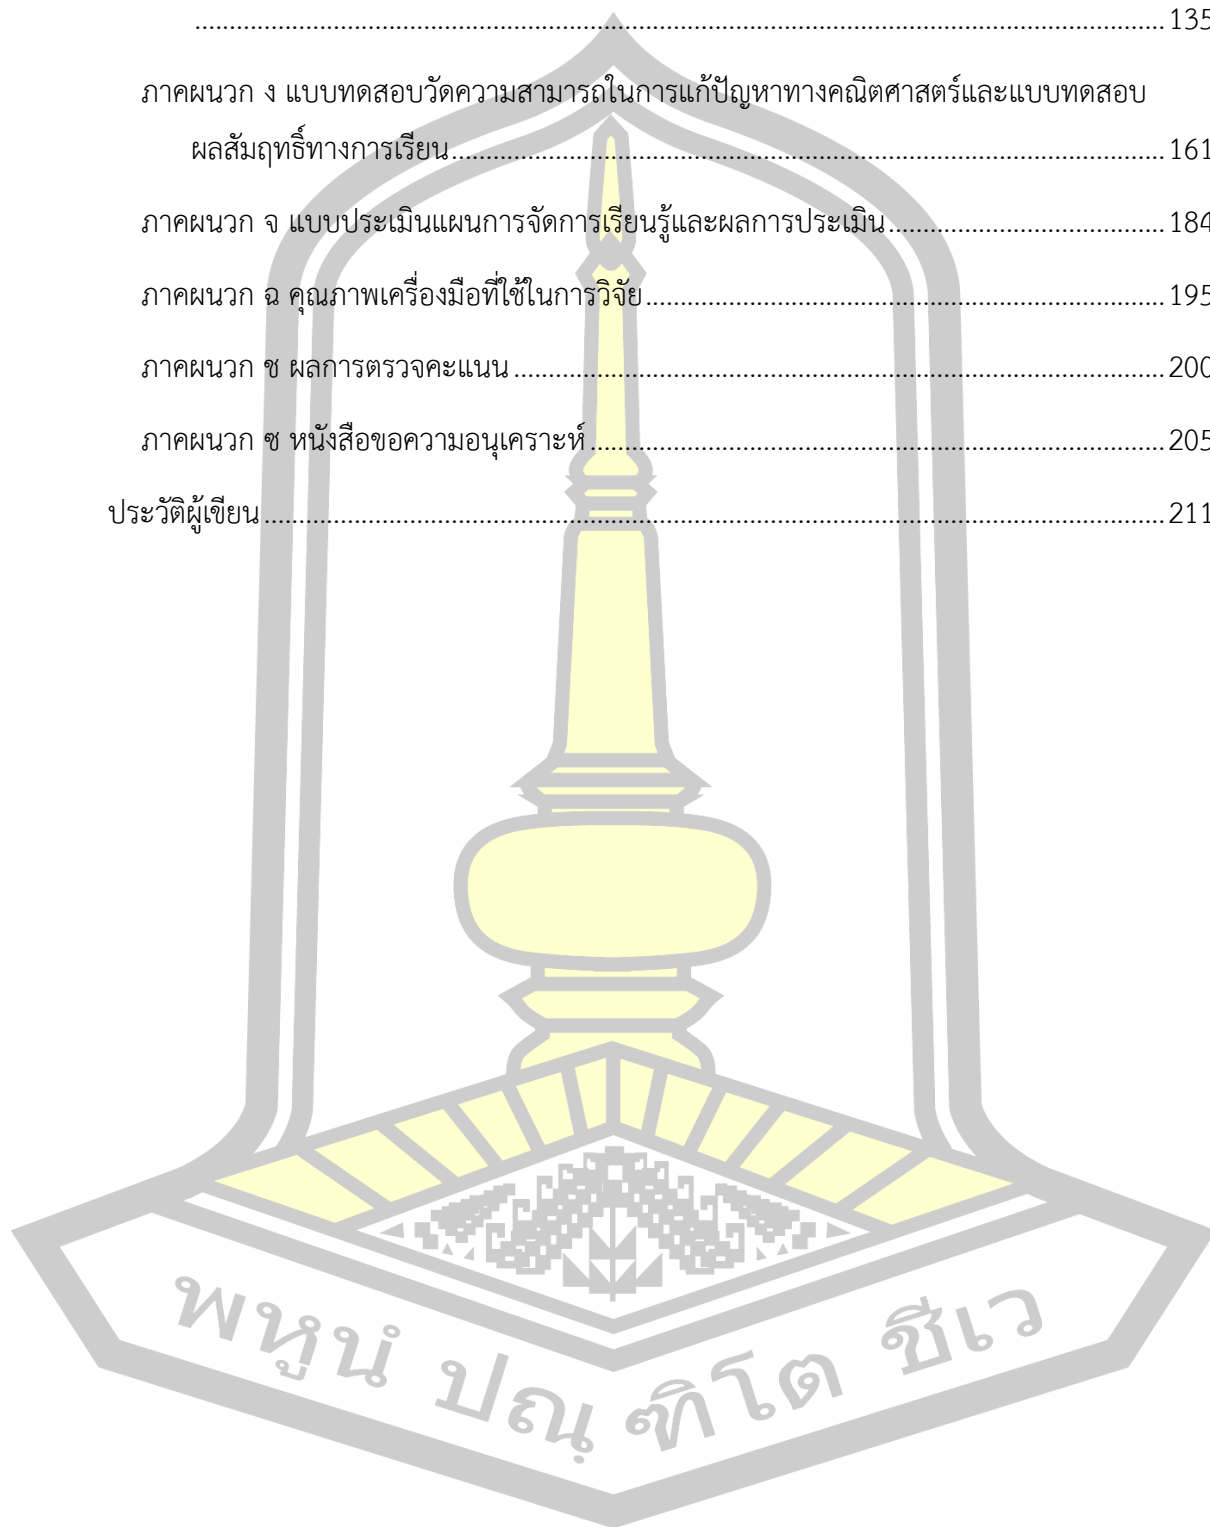 ........................................................................................................................................ 135
ภาคผนวก ง แบบทดสอบวัดความสามารถในการแก้ปัญหาทางคณิตศาสตร์และแบบทดสอบ
ผลสัมฤทธิ์ทางการเรียน .................................................................................................... 161
ภาคผนวก จ แบบประเมินแผนการจัดการเรียนรู้และผลการประเมิน ....................................... 184
ภาคผนวก ฉ คุณภาพเครื่องมือที่ใช้ในการวิจัย ......................................................................... 195
ภาคผนวก ช ผลการตรวจคะแนน ........................................................................................... 200
ภาคผนวก ซ หนังสือขอความอนุเคราะห์ ................................................................................ 205
ประวัติผู้เขียน ............................................................................................................................. 211
พหูนํ ปณฺ ฑิโต ชีเว